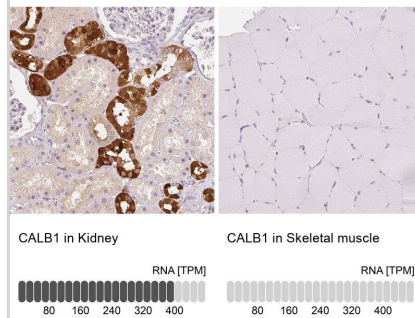 CALB1 in Kidney
RNA [TPM]
80 160 240 320 400
CALB1 in Skeletal muscle
RNA [TPM]
80 160 240 320 400